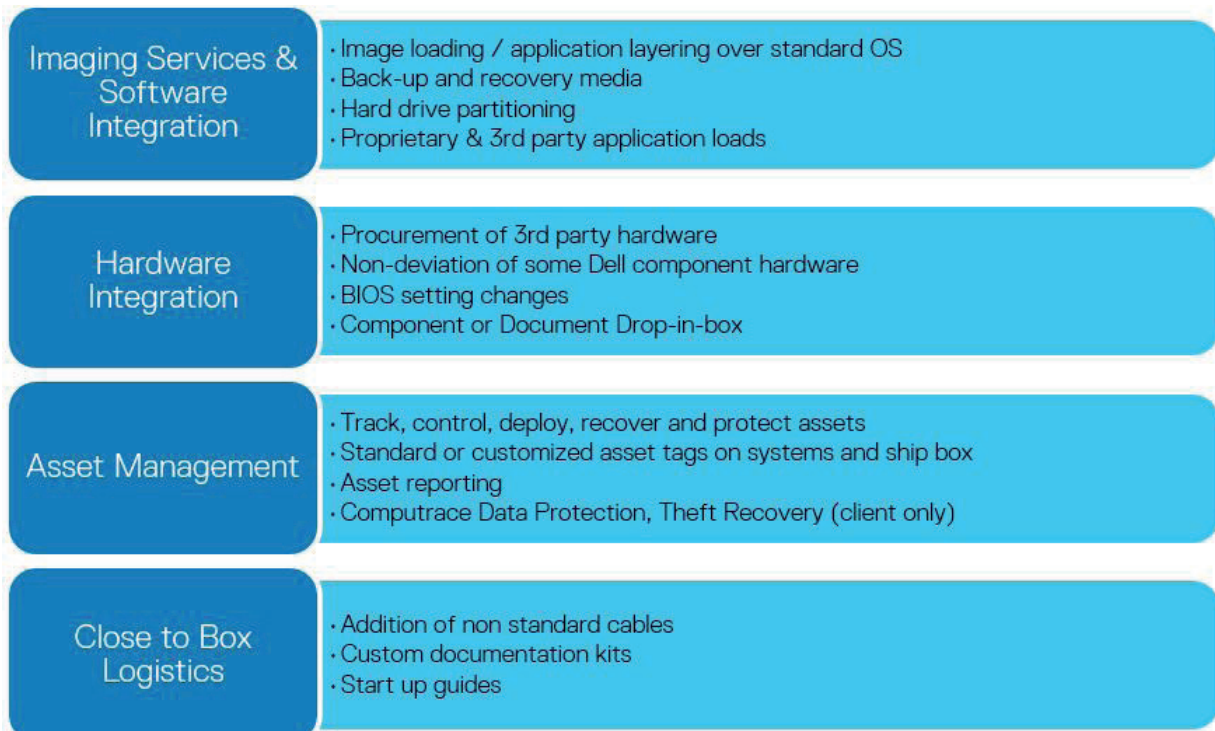 Imaging Services &
Software
Integration
· Image loading / application layering over standard OS
· Back-up and recovery media
· Hard drive partitioning
· Proprietary & 3rd party application loads
Hardware
Integration
· Procurement of 3rd party hardware
· Non-deviation of some Dell component hardware
· BIOS setting changes
· Component or Document Drop-in-box
Asset Management
· Track, control, deploy, recover and protect assets
· Standard or customized asset tags on systems and ship box
· Asset reporting
· Computrace Data Protection, Theft Recovery (client only)
Close to Box
Logistics
· Addition of non standard cables
· Custom documentation kits
· Start up guides